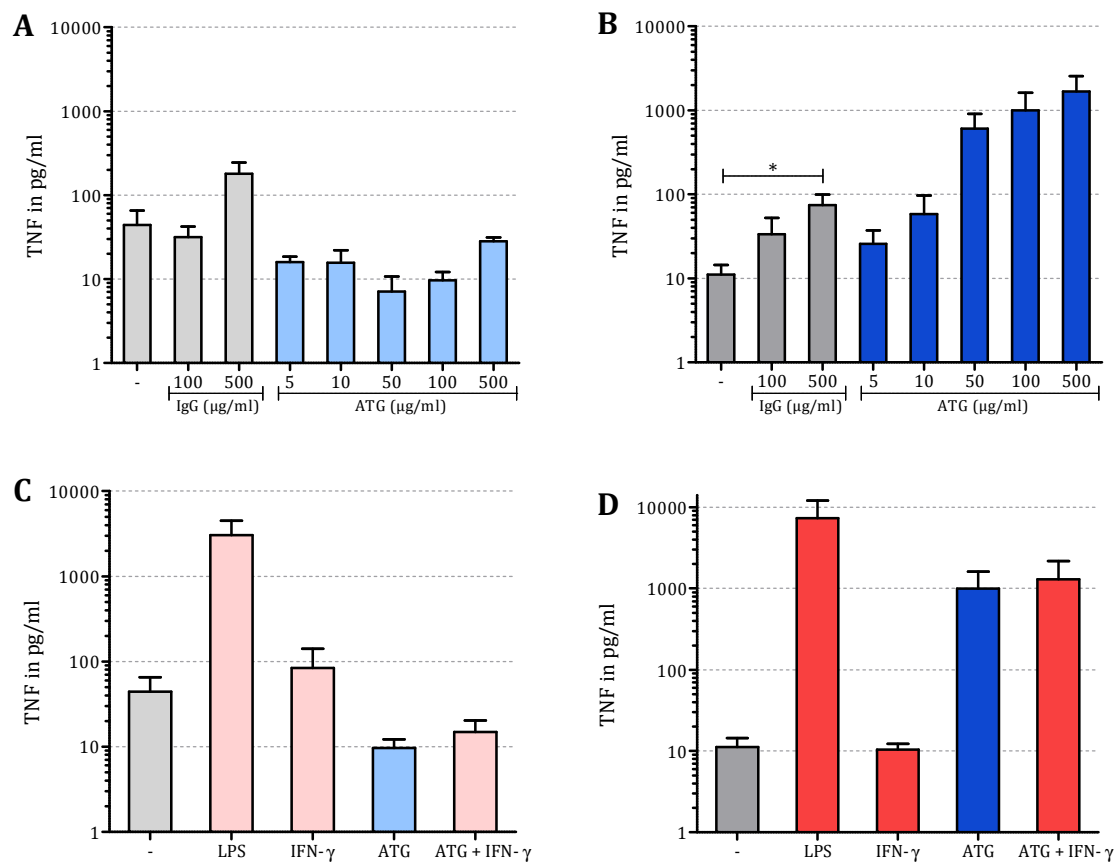 A
TNF in pg/ml
10000
1000
100
10
1
- 100 500 5 10 50 100 500
IgG (μg/ml) ATG (μg/ml)
B
TNF in pg/ml
10000
1000
100
10
1
*
- 100 500 5 10 50 100 500
IgG (μg/ml) ATG (μg/ml)
C
TNF in pg/ml
10000
1000
100
10
1
- LPS IFN-γ ATG ATG + IFN-γ
D
TNF in pg/ml
10000
1000
100
10
1
- LPS IFN-γ ATG ATG + IFN-γ